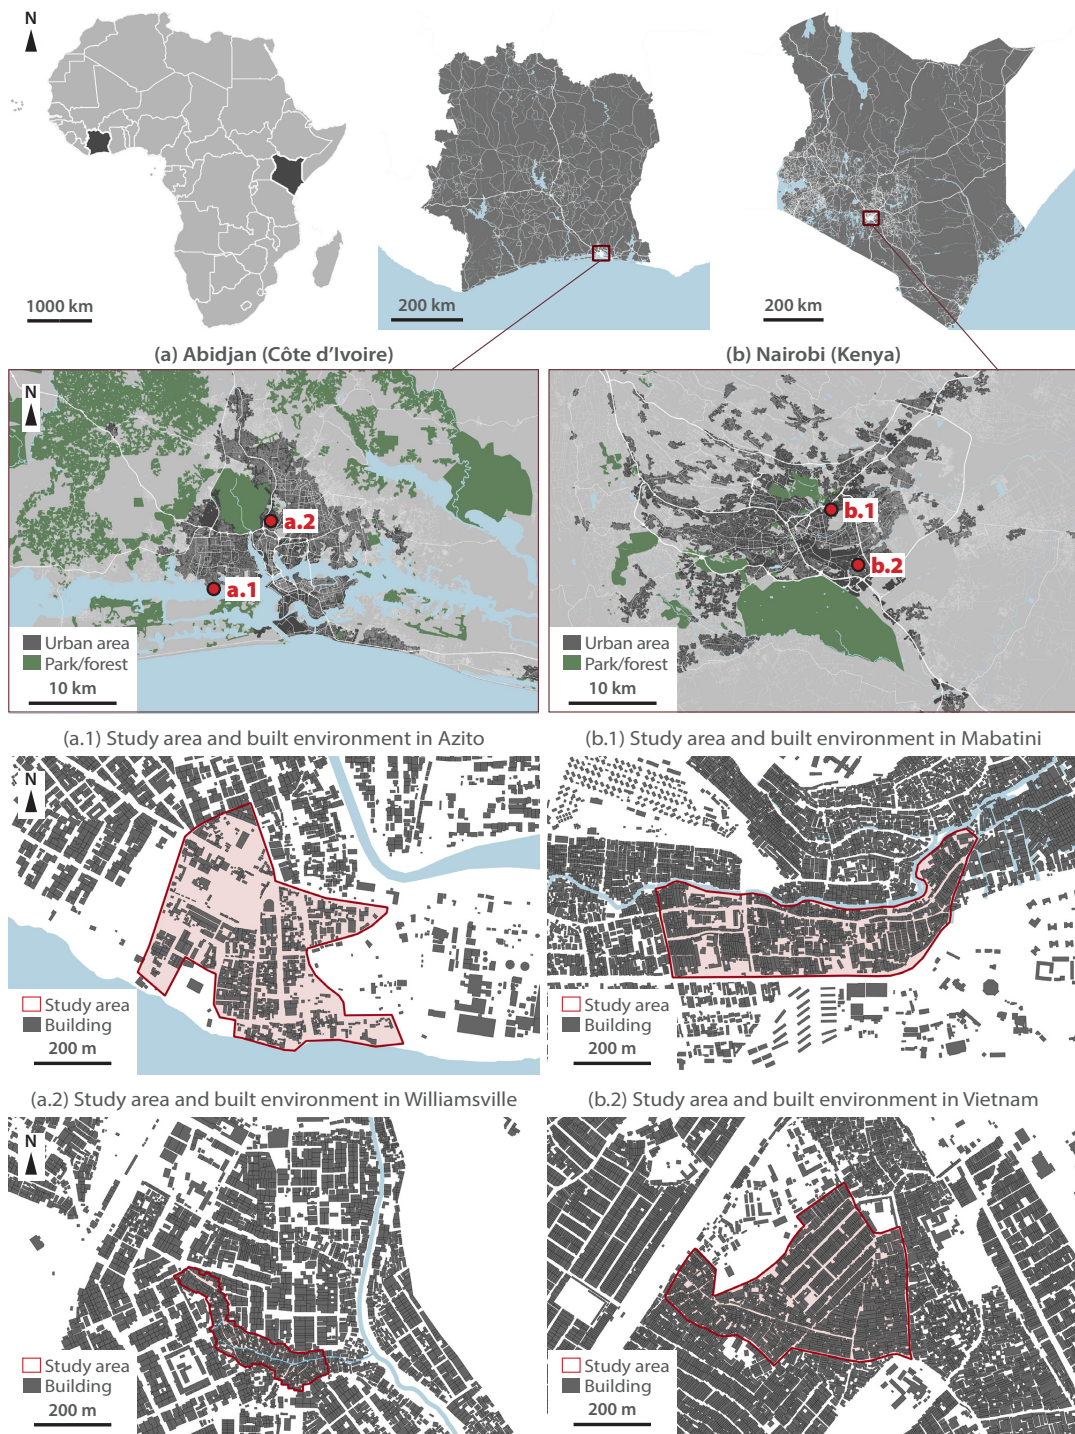 N
1000 km
200 km
200 km
(a) Abidjan (Côte d'Ivoire)
(b) Nairobi (Kenya)
N
a.2
a.1
Urban area
Park/forest
10 km
b.1
b.2
Urban area
Park/forest
10 km
(a.1) Study area and built environment in Azito
(b.1) Study area and built environment in Mabatini
N
Study area
Building
200 m
Study area
Building
200 m
(a.2) Study area and built environment in Williamsville
(b.2) Study area and built environment in Vietnam
N
Study area
Building
200 m
Study area
Building
200 m